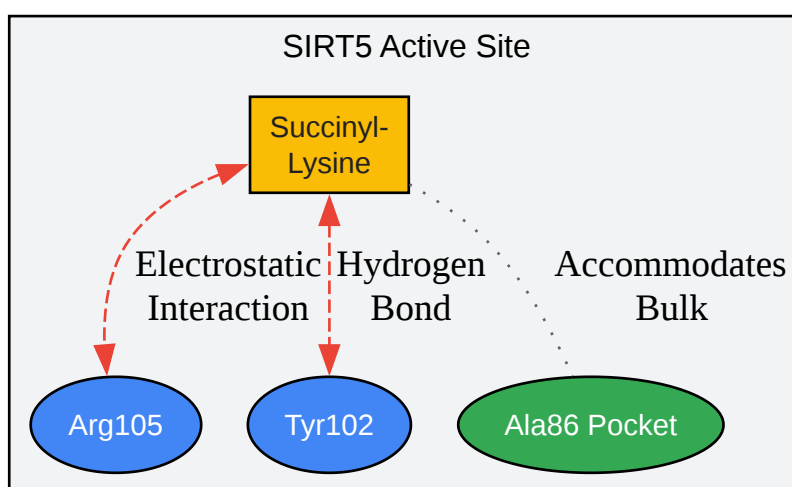 SIRT5 Active Site
Succinyl-
Lysine
Electrostatic
Interaction
Hydrogen
Bond
Accommodates
Bulk
Arg105
Tyr102
Ala86 Pocket